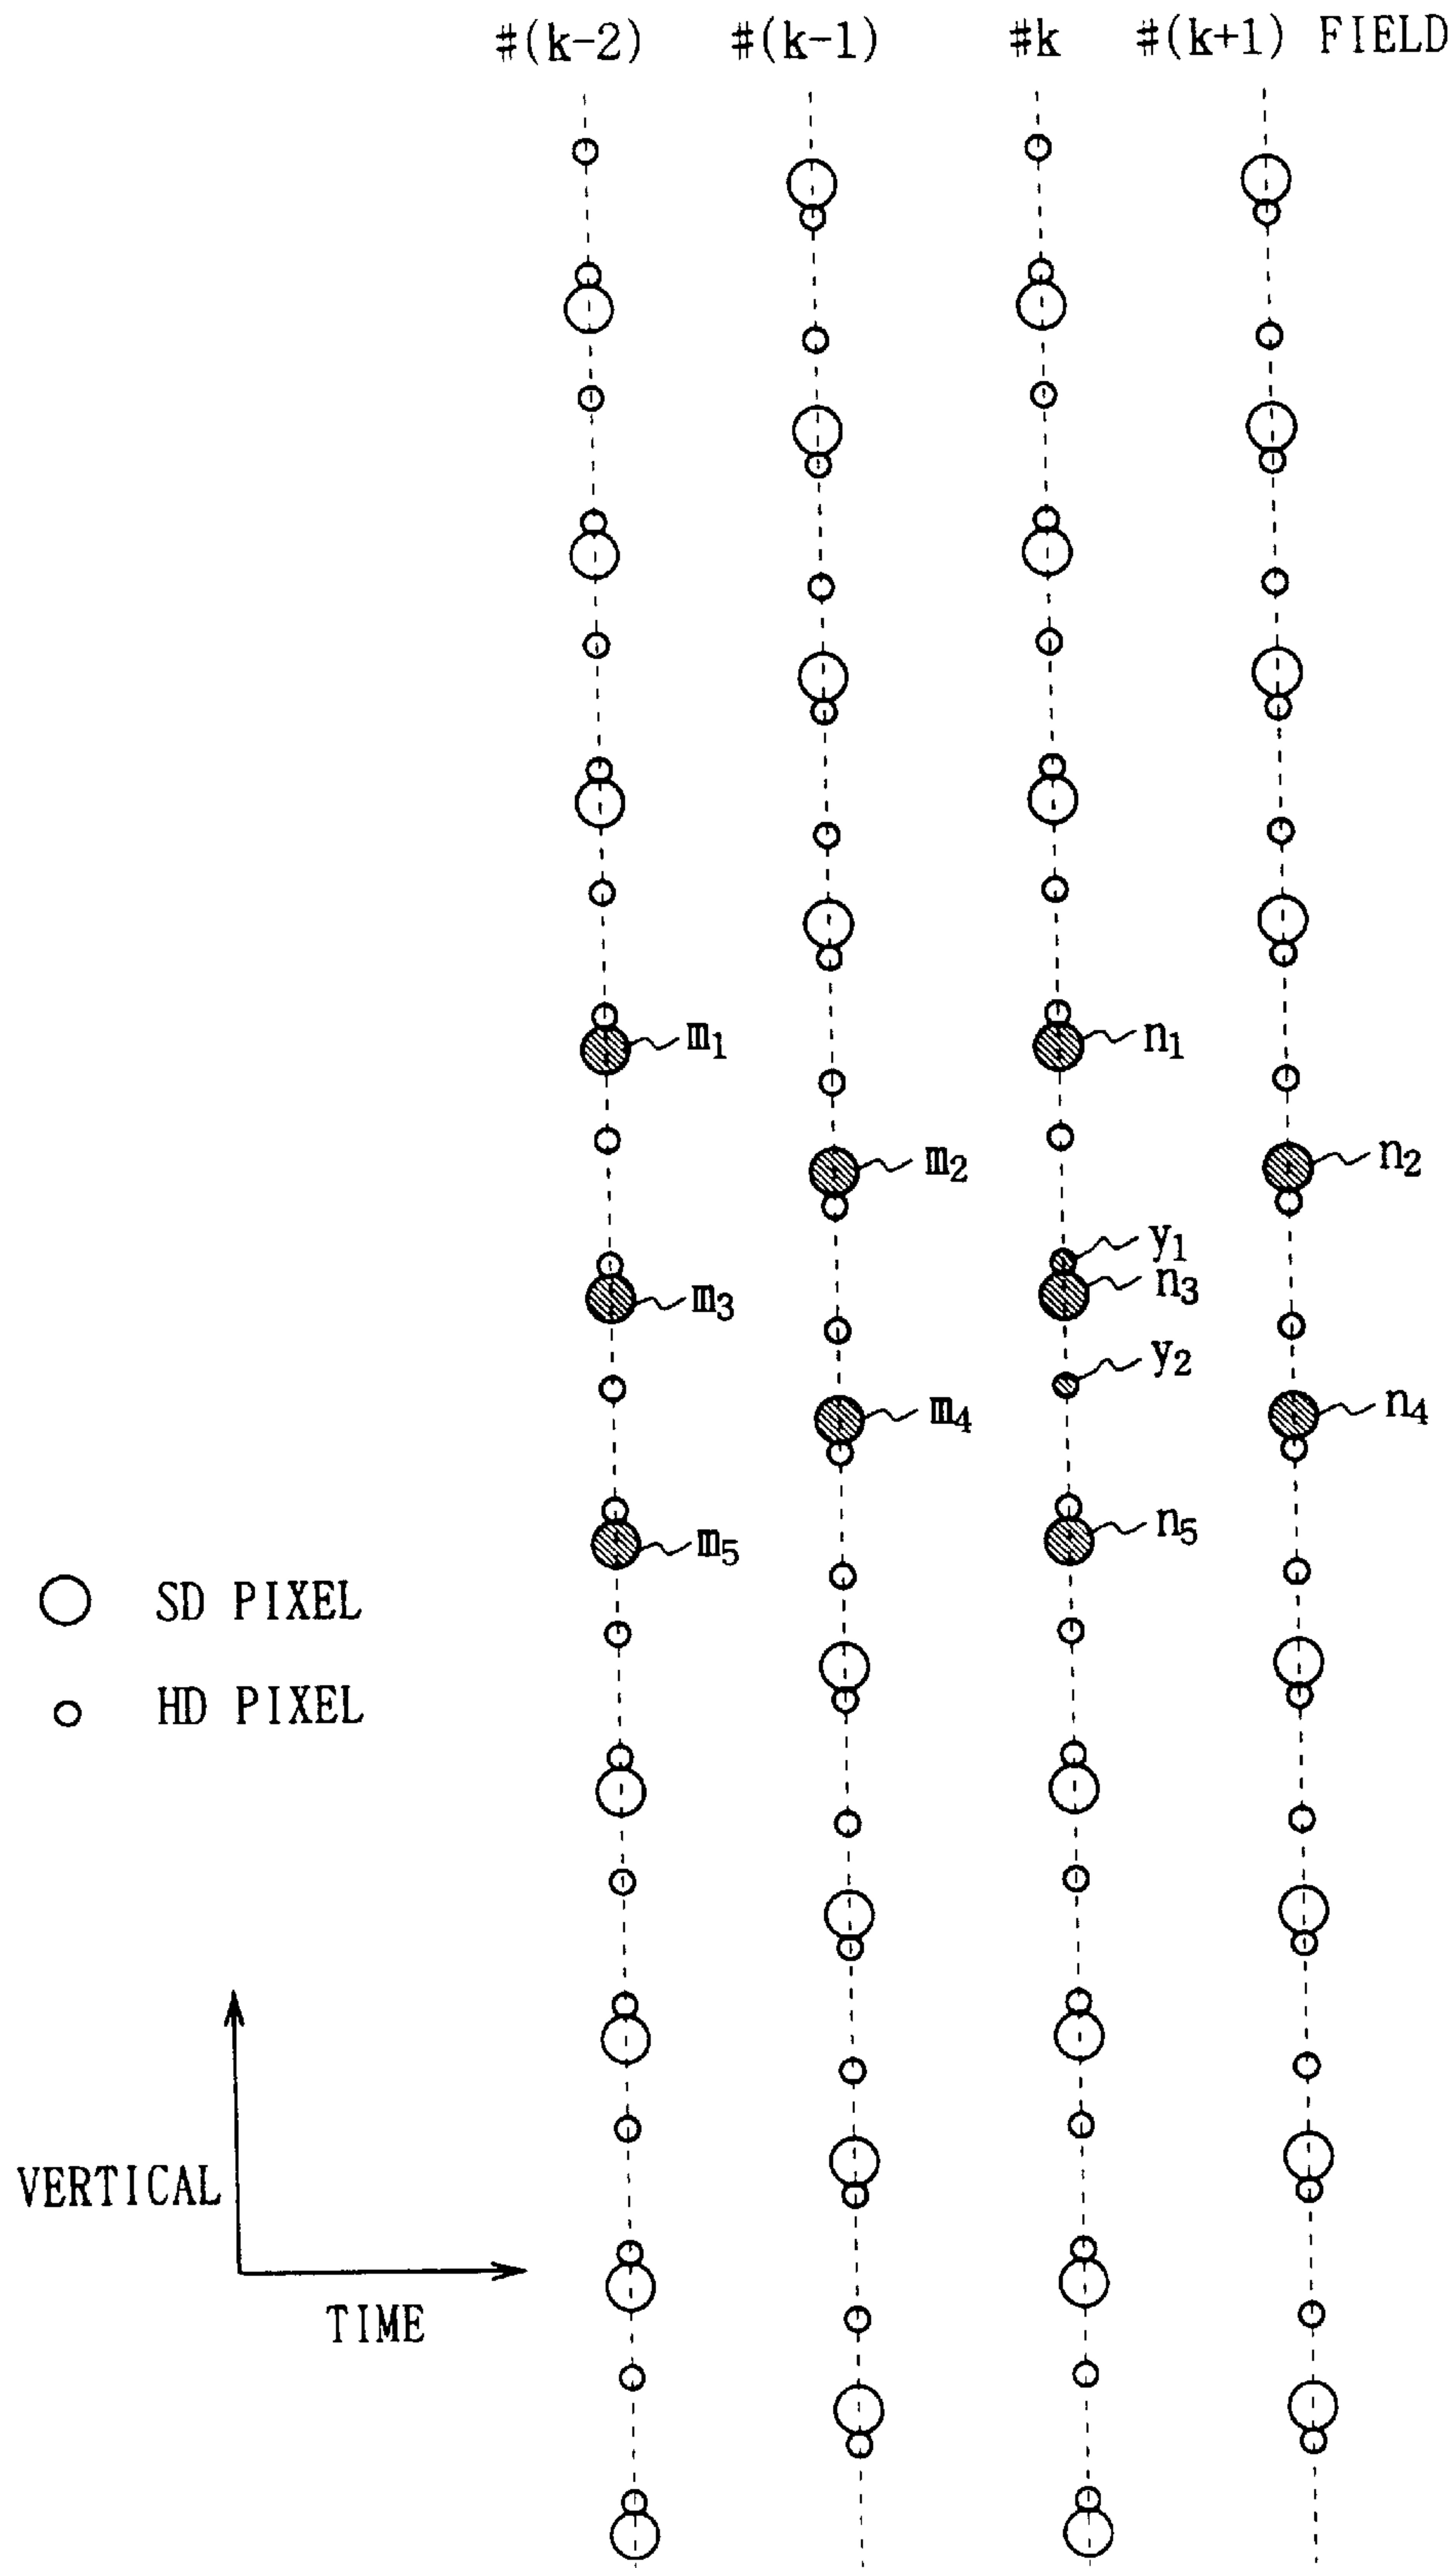 #(k-2) #(k-1) #k #(k+1) FIELD
m1 n1
m2 n2
y1
m3 n3
y2
m4 n4
m5 n5
SD PIXEL
HD PIXEL
VERTICAL
TIME